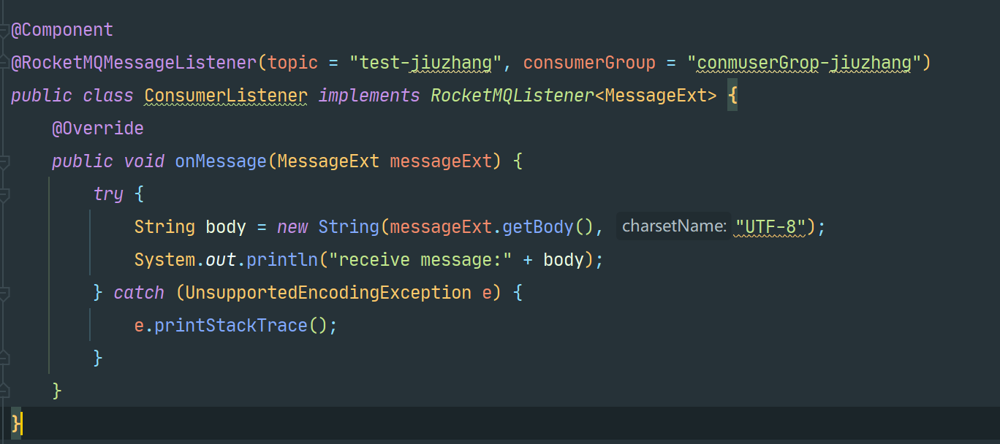 @Component
@RocketMQMessageListener(topic = "test-jiuzhang", consumerGroup = "conmuserGrop-jiuzhang")
public class ConsumerListener implements RocketMQListener<MessageExt> {
    @Override
    public void onMessage(MessageExt messageExt) {
        try {
            String body = new String(messageExt.getBody(), charsetName: "UTF-8");
            System.out.println("receive message:" + body);
        } catch (UnsupportedEncodingException e) {
            e.printStackTrace();
        }
    }
}